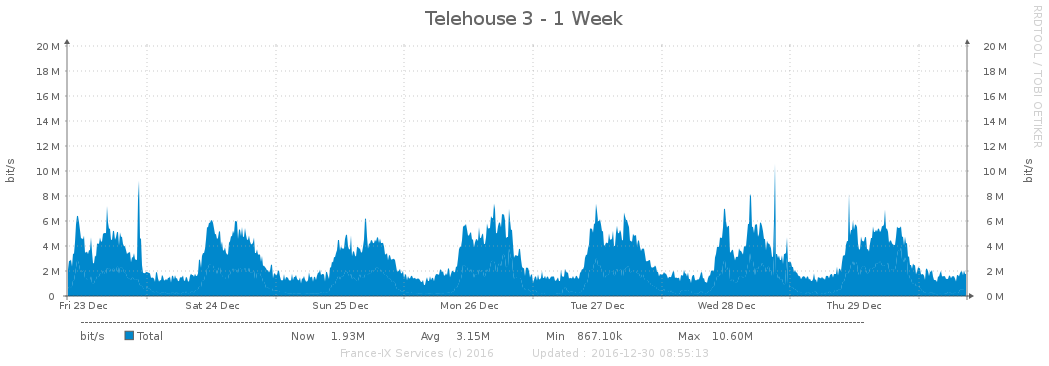 Telehouse 3 - 1 Week
RRDTOOL / TOBI OETIKER
bit/s
bit/s
20 M 20 M
18 M 18 M
16 M 16 M
14 M 14 M
12 M 12 M
10 M 10 M
8 M 8 M
6 M 6 M
4 M 4 M
2 M 2 M
0 0 M
Fri 23 Dec Sat 24 Dec Sun 25 Dec Mon 26 Dec Tue 27 Dec Wed 28 Dec Thu 29 Dec
bit/s Total Now 1.93M Avg 3.15M Min 867.10k Max 10.60M
France-IX Services (c) 2016 Updated : 2016-12-30 08:55:13